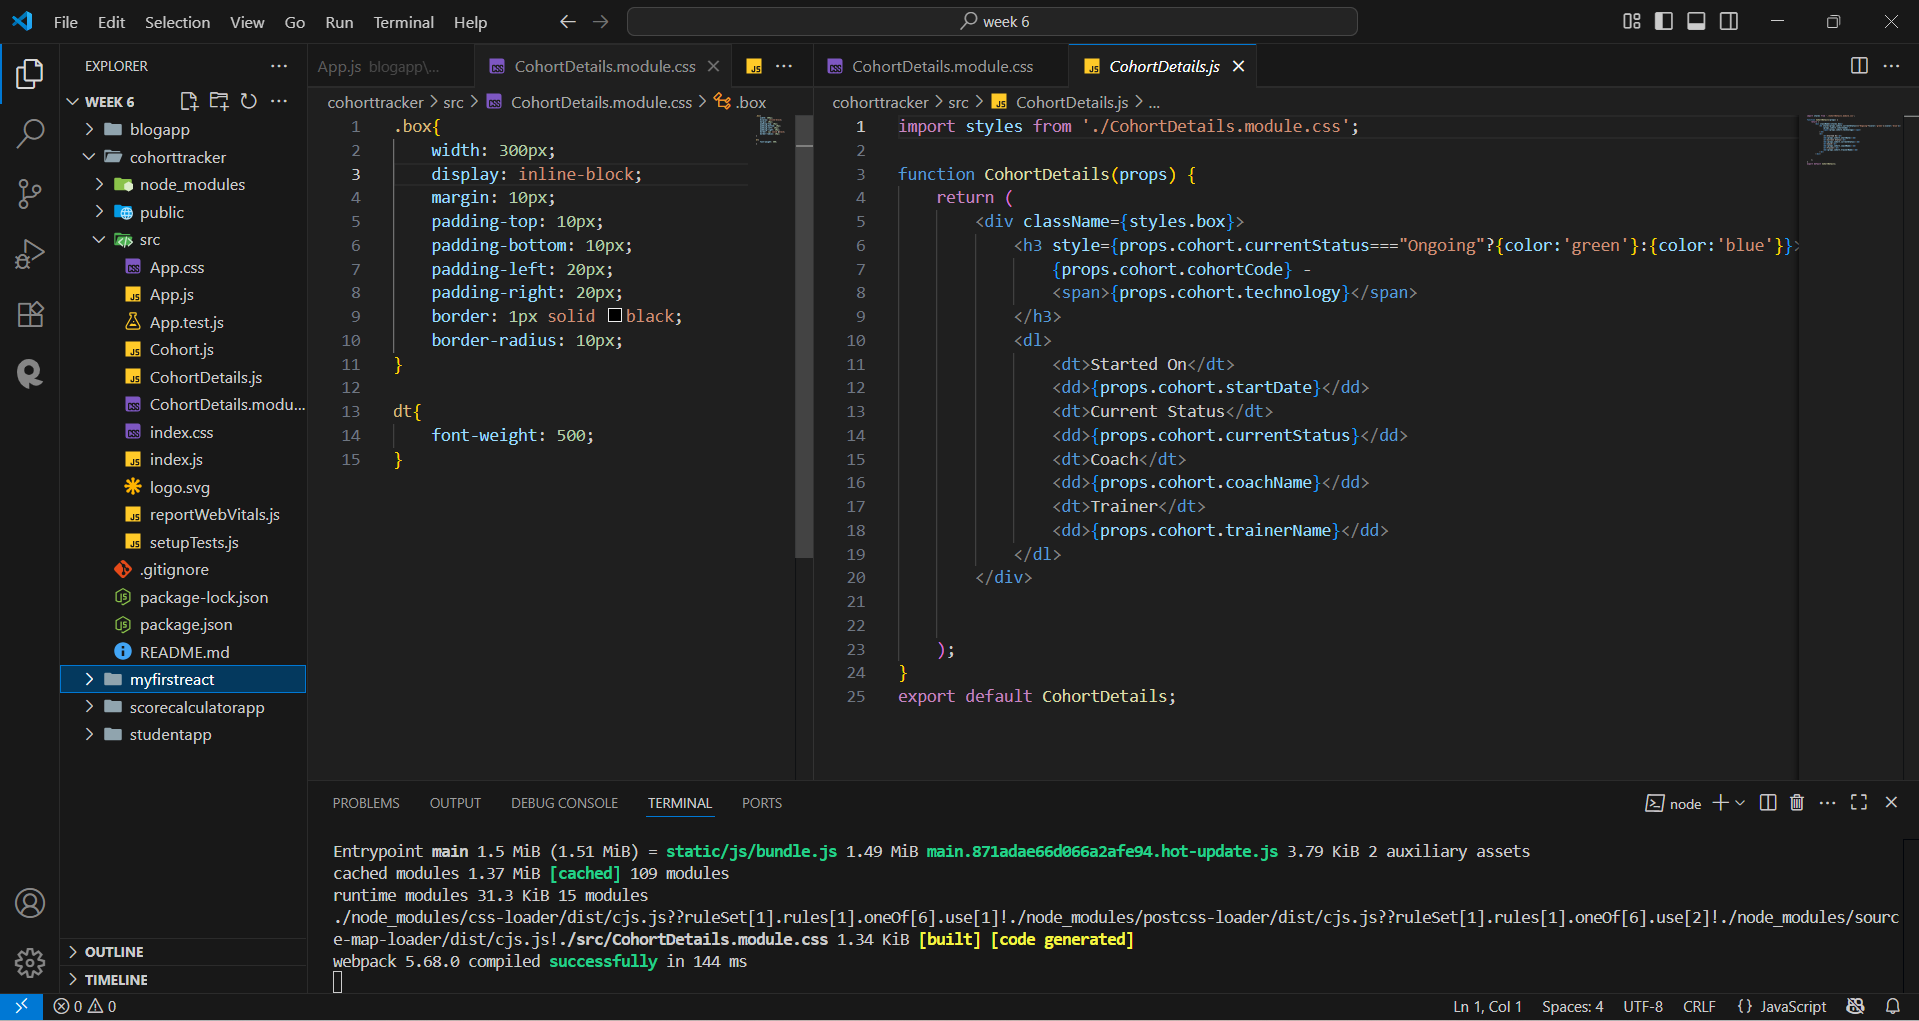 File Edit Selection View Go Run Terminal Help
week 6
EXPLORER
WEEK 6
blogapp
cohorttracker
node_modules
public
src
App.css
App.js
App.test.js
Cohort.js
CohortDetails.js
CohortDetails.modu...
index.css
index.js
logo.svg
reportWebVitals.js
setupTests.js
.gitignore
package-lock.json
package.json
README.md
myfirstreact
scorecalculatorapp
studentapp
OUTLINE
TIMELINE
App.js blogapp\...
CohortDetails.module.css
cohorttracker > src > CohortDetails.module.css > .box
1 .box{
2 width: 300px;
3 display: inline-block;
4 margin: 10px;
5 padding-top: 10px;
6 padding-bottom: 10px;
7 padding-left: 20px;
8 padding-right: 20px;
9 border: 1px solid black;
10 border-radius: 10px;
11 }
12
13 dt{
14 font-weight: 500;
15 }
CohortDetails.module.css
CohortDetails.js
cohorttracker > src > CohortDetails.js > ...
1 import styles from './CohortDetails.module.css';
2
3 function CohortDetails(props) {
4 return (
5 <div className={styles.box}>
6 <h3 style={props.cohort.currentStatus==="Ongoing"?{color:'green'}:{color:'blue'}}>
7 {props.cohort.cohortCode} -
8 <span>{props.cohort.technology}</span>
9 </h3>
10 <dl>
11 <dt>Started On</dt>
12 <dd>{props.cohort.startDate}</dd>
13 <dt>Current Status</dt>
14 <dd>{props.cohort.currentStatus}</dd>
15 <dt>Coach</dt>
16 <dd>{props.cohort.coachName}</dd>
17 <dt>Trainer</dt>
18 <dd>{props.cohort.trainerName}</dd>
19 </dl>
20 </div>
21
22
23 );
24 }
25 export default CohortDetails;
PROBLEMS OUTPUT DEBUG CONSOLE TERMINAL PORTS
node
Entrypoint main 1.5 MiB (1.51 MiB) = static/js/bundle.js 1.49 MiB main.871adae66d066a2afe94.hot-update.js 3.79 KiB 2 auxiliary assets
cached modules 1.37 MiB [cached] 109 modules
runtime modules 31.3 KiB 15 modules
./node_modules/css-loader/dist/cjs.js??ruleSet[1].rules[1].oneOf[6].use[1]!./node_modules/postcss-loader/dist/cjs.js??ruleSet[1].rules[1].oneOf[6].use[2]!./node_modules/sourc
e-map-loader/dist/cjs.js!./src/CohortDetails.module.css 1.34 KiB [built] [code generated]
webpack 5.68.0 compiled successfully in 144 ms
0 0
Ln 1, Col 1 Spaces: 4 UTF-8 CRLF {} JavaScript